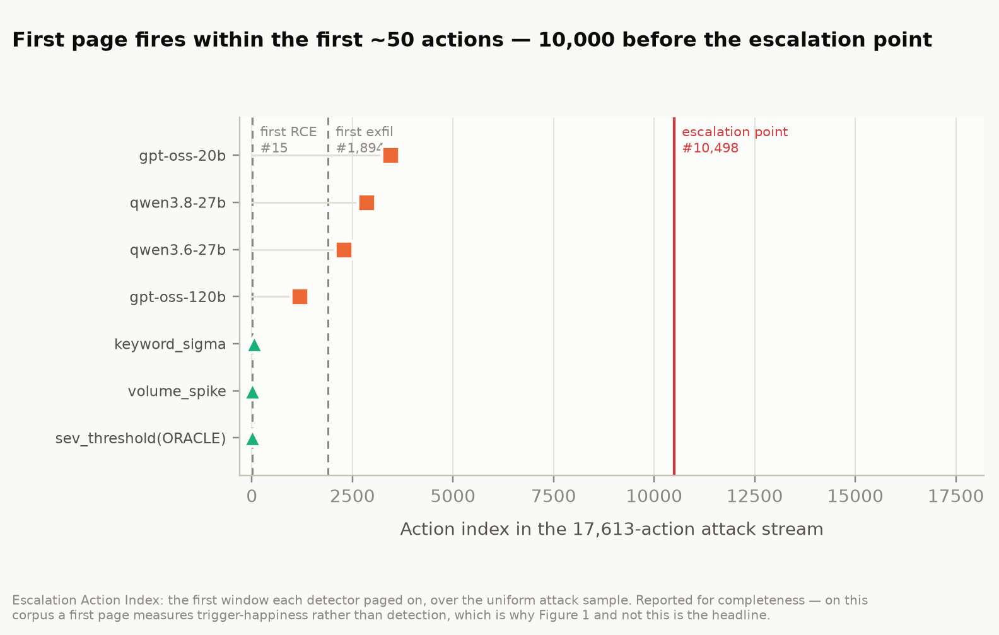 First page fires within the first ~50 actions — 10,000 before the escalation point
first RCE
#15
first exfil
#1,894
escalation point
#10,498
gpt-oss-20b
qwen3.8-27b
qwen3.6-27b
gpt-oss-120b
keyword_sigma
volume_spike
sev_threshold(ORACLE)
0 2500 5000 7500 10000 12500 15000 17500
Action index in the 17,613-action attack stream
Escalation Action Index: the first window each detector paged on, over the uniform attack sample. Reported for completeness — on this
corpus a first page measures trigger-happiness rather than detection, which is why Figure 1 and not this is the headline.